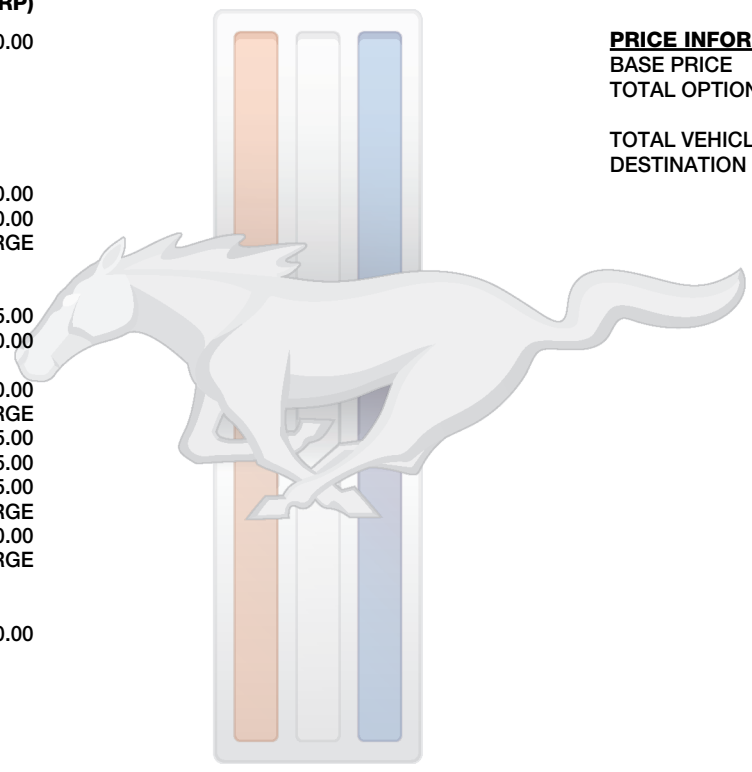 RP)
0.00
0.00
0.00
RGE
5.00
0.00
0.00
RGE
5.00
5.00
5.00
RGE
0.00
RGE
0.00
PRICE INFOR
BASE PRICE
TOTAL OPTION
TOTAL VEHICL
DESTINATION